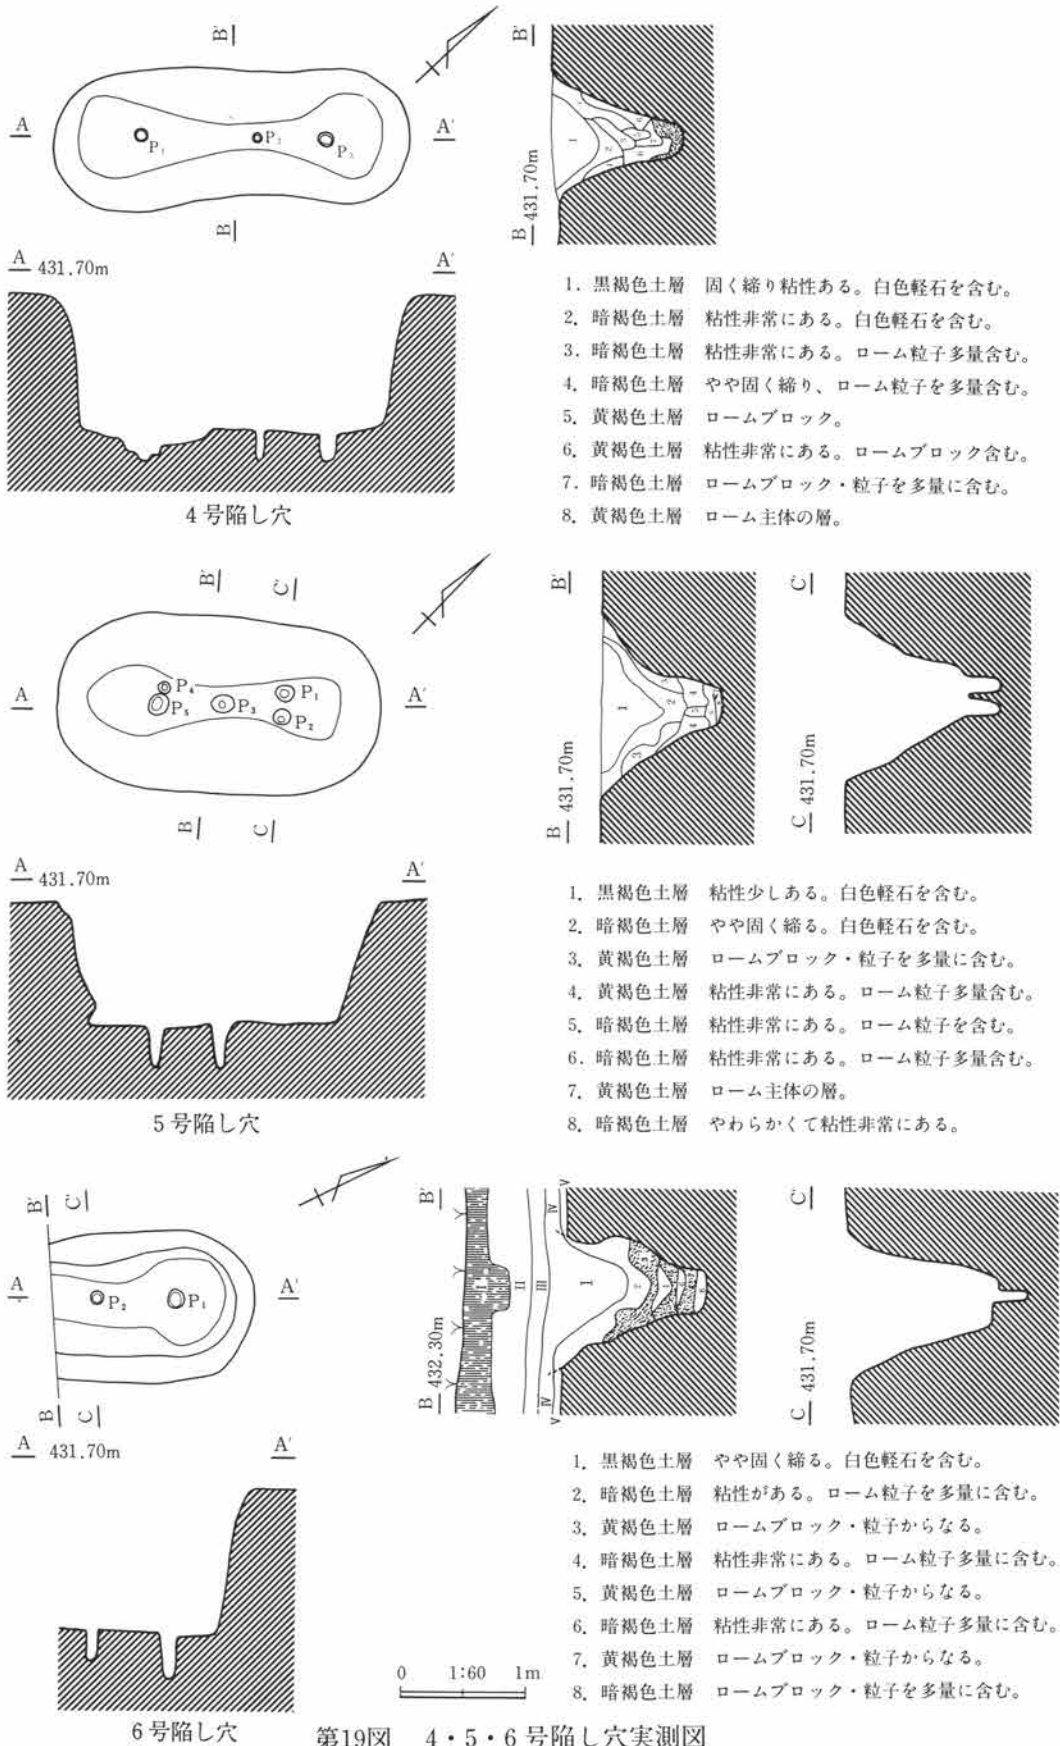 B B'
A A'
P₁ P₂ P₃
B
B 431.70m
A 431.70m A'
4号陥し穴
1. 黒褐色土層 固く締り粘性ある。白色軽石を含む。
2. 暗褐色土層 粘性非常にある。白色軽石を含む。
3. 暗褐色土層 粘性非常にある。ローム粒子多量含む。
4. 暗褐色土層 やや固く締り、ローム粒子を多量含む。
5. 黄褐色土層 ロームブロック。
6. 黄褐色土層 粘性非常にある。ロームブロック含む。
7. 暗褐色土層 ロームブロック・粒子を多量に含む。
8. 黄褐色土層 ローム主体の層。
B' C' B' C'
A A'
P₄ P₁
P₅ P₃ P₂
B C
B 431.70m C 431.70m
A 431.70m A'
5号陥し穴
1. 黒褐色土層 粘性少しある。白色軽石を含む。
2. 暗褐色土層 やや固く締る。白色軽石を含む。
3. 黄褐色土層 ロームブロック・粒子を多量に含む。
4. 黄褐色土層 粘性非常にある。ローム粒子多量含む。
5. 暗褐色土層 粘性非常にある。ローム粒子を含む。
6. 暗褐色土層 粘性非常にある。ローム粒子多量含む。
7. 黄褐色土層 ローム主体の層。
8. 暗褐色土層 やわらかくて粘性非常にある。
B' C' B' C'
A A'
P₂ P₁
B C
I II III IV V
B 432.30m C 431.70m
A 431.70m A'
6号陥し穴
1. 黒褐色土層 やや固く締る。白色軽石を含む。
2. 暗褐色土層 粘性がある。ローム粒子を多量に含む。
3. 黄褐色土層 ロームブロック・粒子からなる。
4. 暗褐色土層 粘性非常にある。ローム粒子多量に含む。
5. 黄褐色土層 ロームブロック・粒子からなる。
6. 暗褐色土層 粘性非常にある。ローム粒子多量に含む。
7. 黄褐色土層 ロームブロック・粒子からなる。
8. 暗褐色土層 ロームブロック・粒子を多量に含む。
0 1:60 1m
第19図 4・5・6号陥し穴実測図